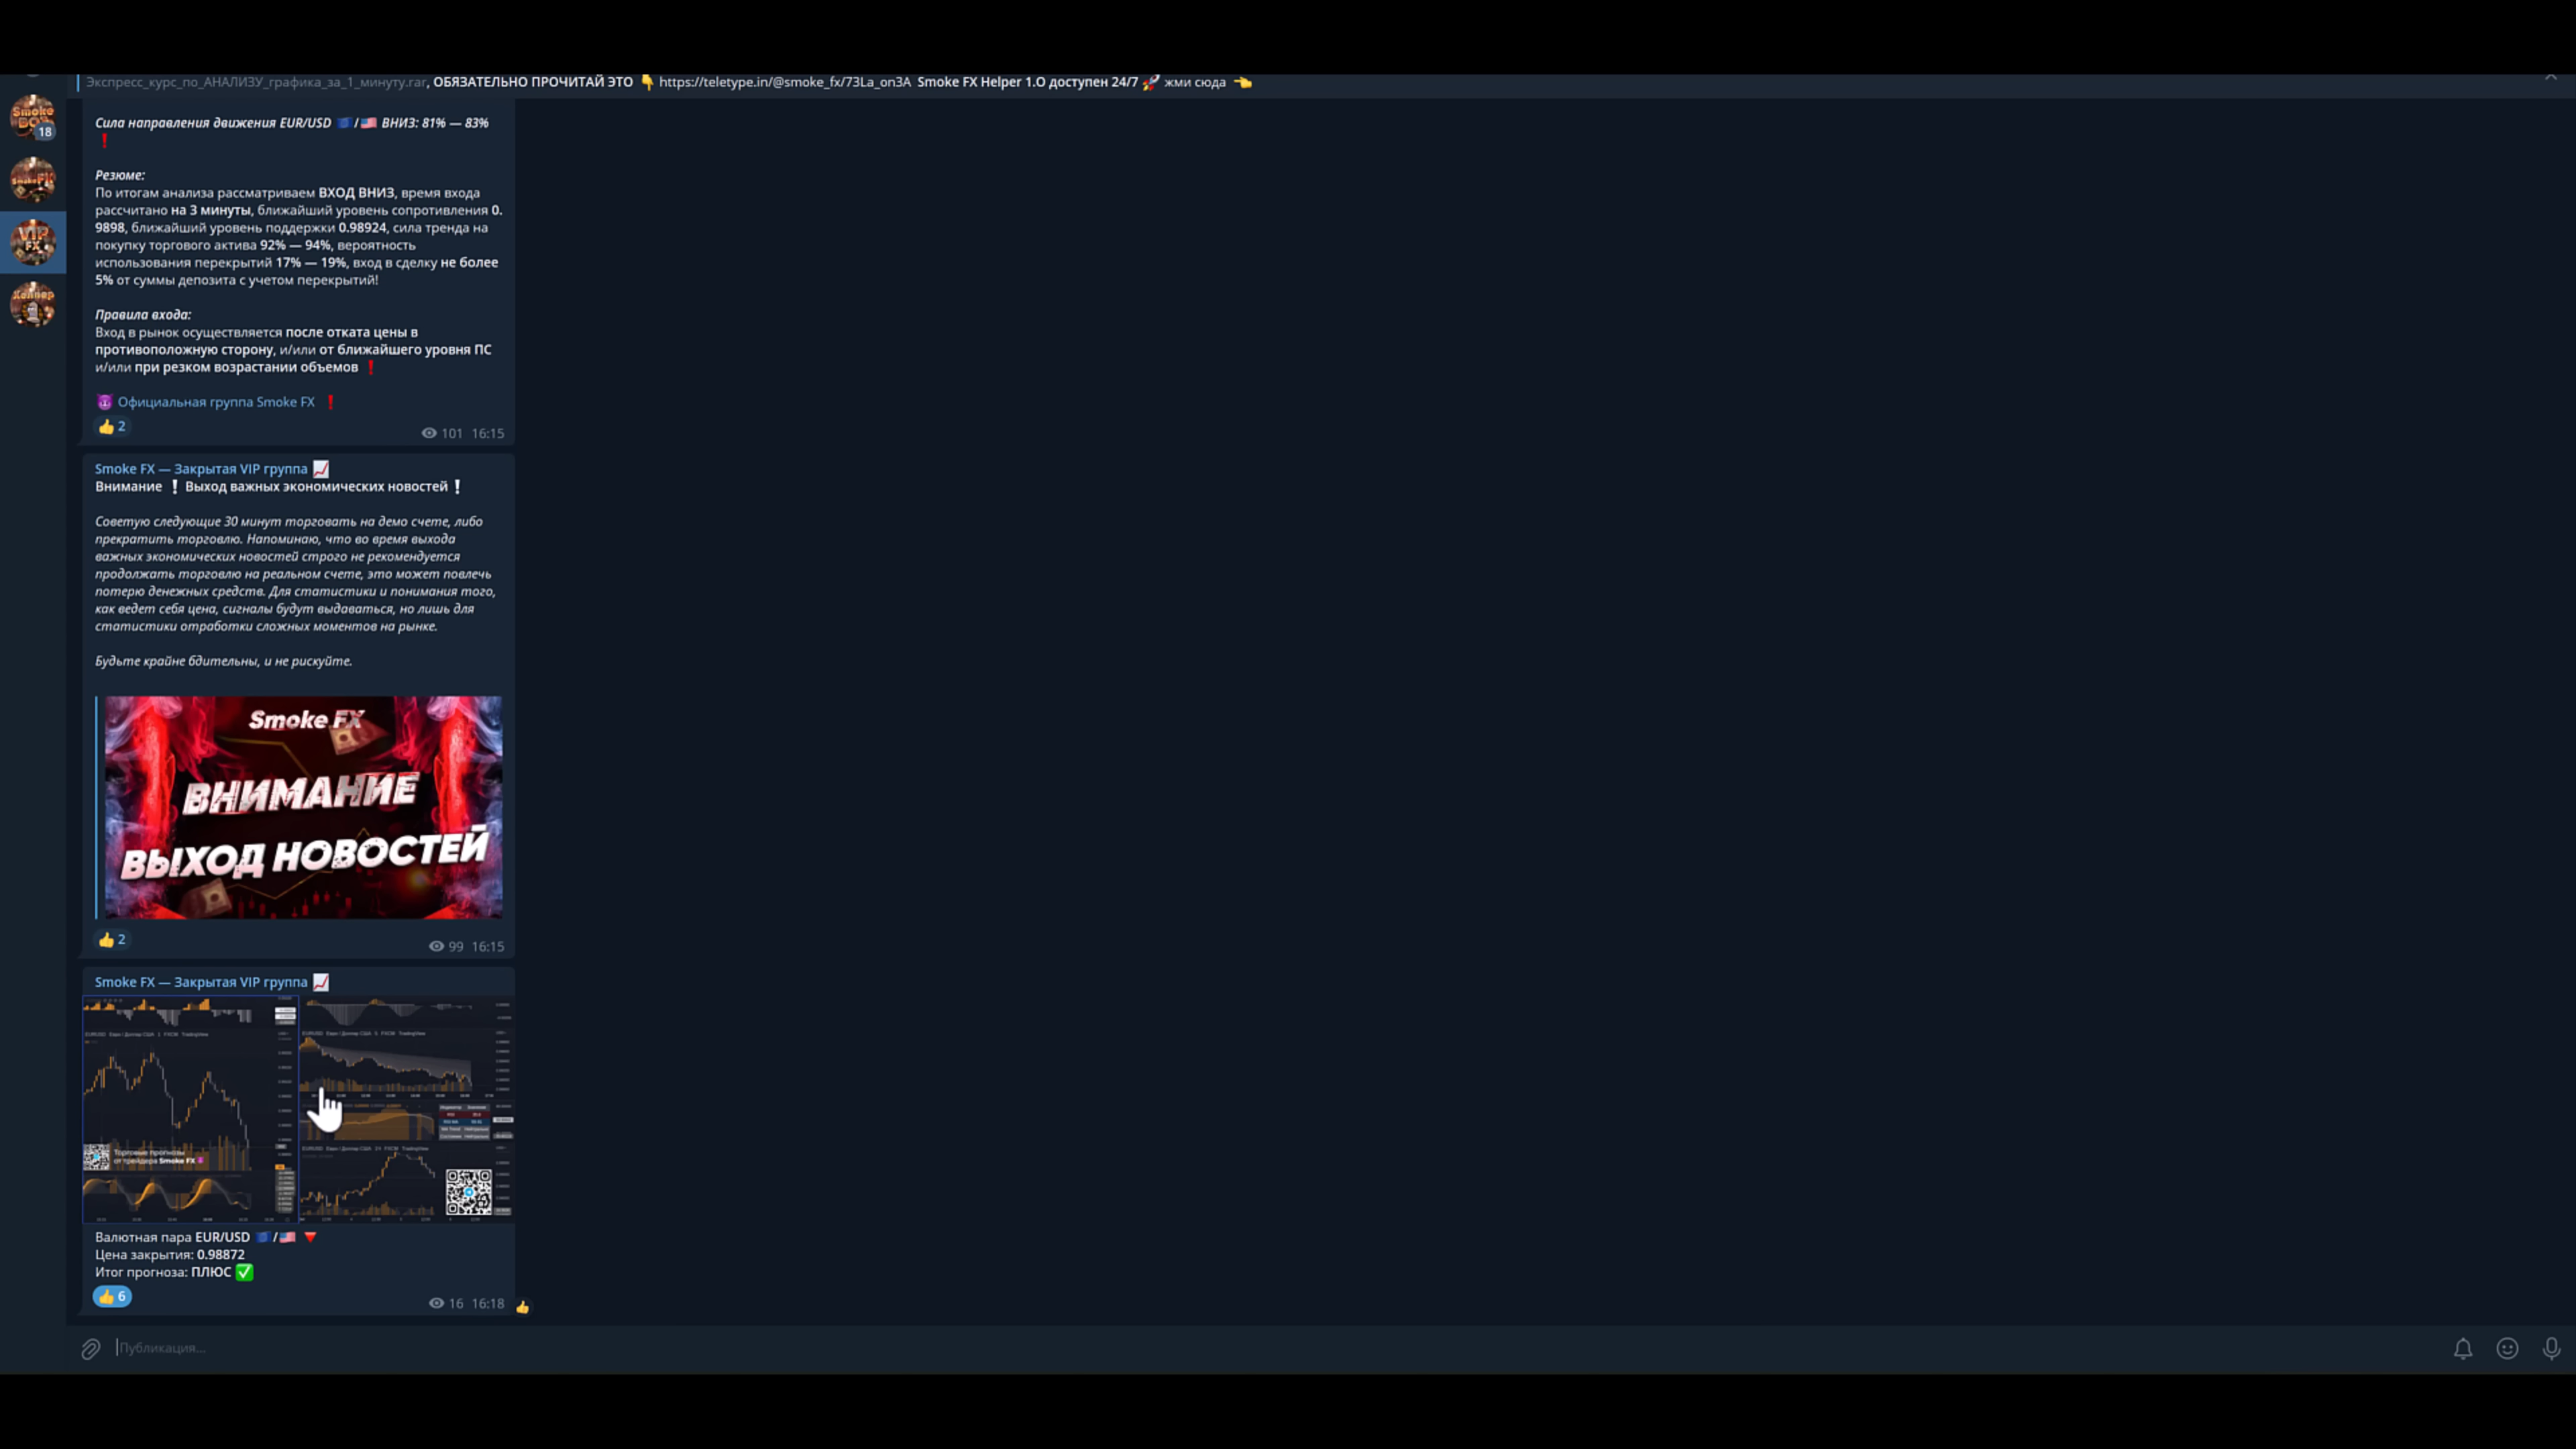 Экспресс_курс_по_АНАЛИЗУ_графика_за_1_минуту.rar, ОБЯЗАТЕЛЬНО ПРОЧИТАЙ ЭТО 👇 https://teletype.in/@smoke_fx/73La_on3A Smoke FX Helper 1.O доступен 24/7 🚀 жми сюда 👈
18
Сила направления движения EUR/USD 🇪🇺/🇺🇸 ВНИЗ: 81% — 83%
❗
Резюме:
По итогам анализа рассматриваем ВХОД ВНИЗ, время входа
рассчитано на 3 минуты, ближайший уровень сопротивления 0.
9898, ближайший уровень поддержки 0.98924, сила тренда на
покупку торгового актива 92% — 94%, вероятность
использования перекрытий 17% — 19%, вход в сделку не более
5% от суммы депозита с учетом перекрытий!
Правила входа:
Вход в рынок осуществляется после отката цены в
противоположную сторону, и/или от ближайшего уровня ПС
и/или при резком возрастании объемов ❗
😈 Официальная группа Smoke FX ❗
👍 2
101 16:15
Smoke FX — Закрытая VIP группа 📈
Внимание ❕ Выход важных экономических новостей ❕
Советую следующие 30 минут торговать на демо счете, либо
прекратить торговлю. Напоминаю, что во время выхода
важных экономических новостей строго не рекомендуется
продолжать торговлю на реальном счете, это может повлечь
потерю денежных средств. Для статистики и понимания того,
как ведет себя цена, сигналы будут выдаваться, но лишь для
статистики отработки сложных моментов на рынке.
Будьте крайне бдительны, и не рискуйте.
Smoke FX
ВНИМАНИЕ
ВЫХОД НОВОСТЕЙ
👍 2
99 16:15
Smoke FX — Закрытая VIP группа 📈
Торговые прогнозы
от трейдера Smoke FX 😈
Валютная пара EUR/USD 🇪🇺/🇺🇸 🔻
Цена закрытия: 0.98872
Итог прогноза: ПЛЮС ✅
👍 6
16 16:18
Публикация...